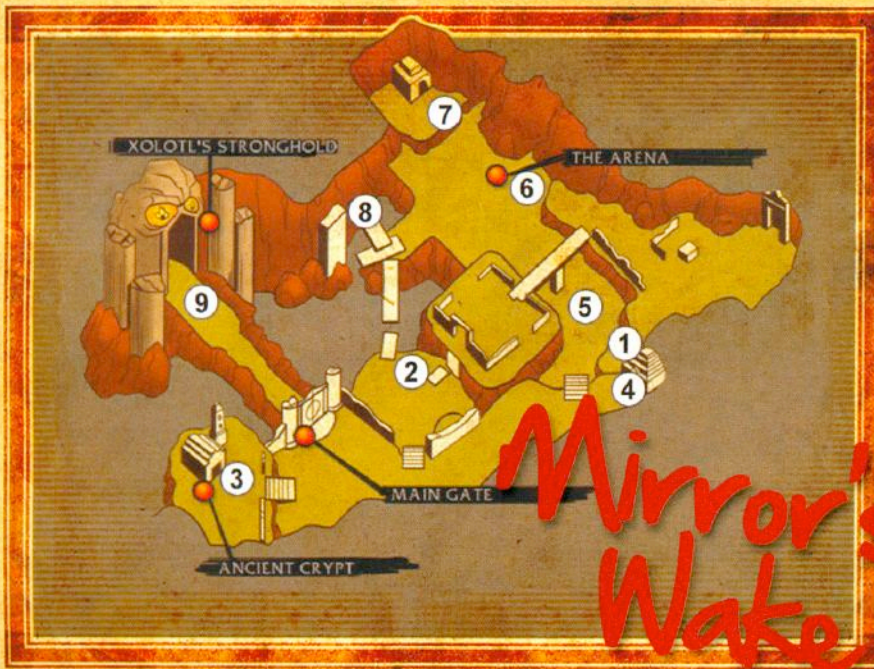 7
XOLOTL'S STRONGHOLD
THE ARENA
6
8
9
5
1
2
4
3
MAIN GATE
ANCIENT CRYPT
Mirror's
Wake